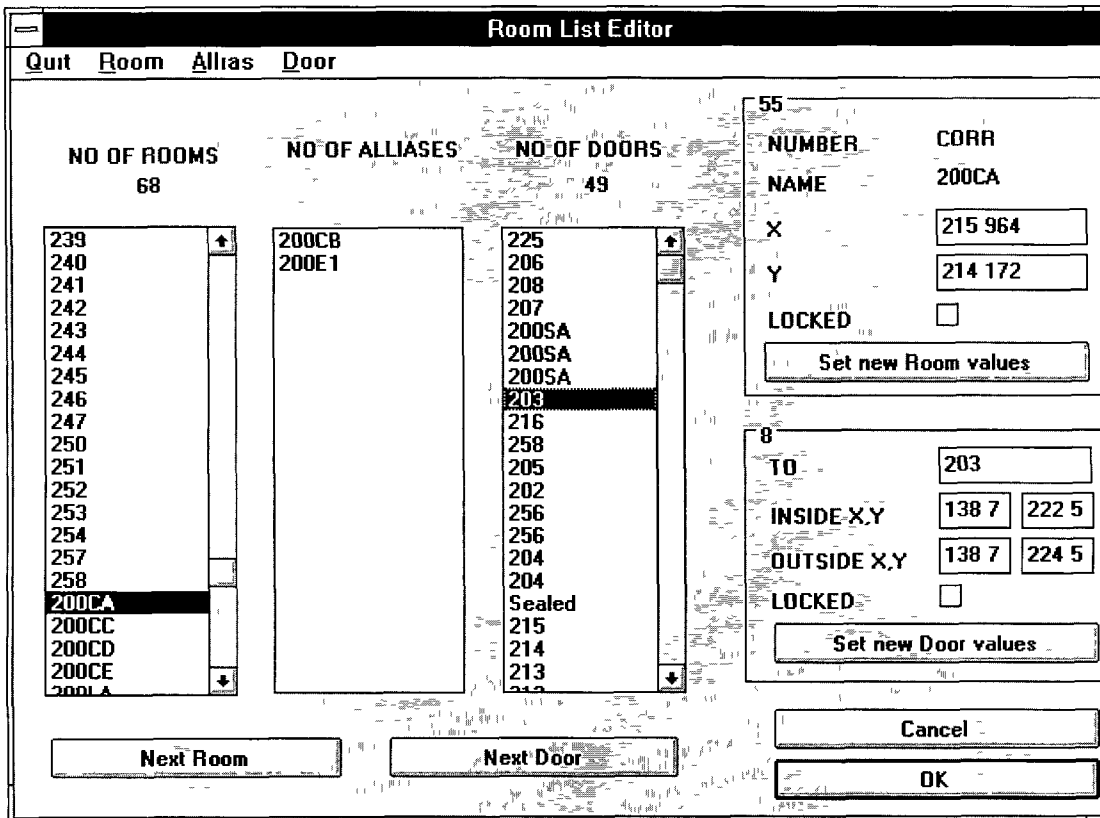 Room List Editor
Quit Room Allias Door
NO OF ROOMS
68
NO OF ALLIASES
NO OF DOORS
49
239
240
241
242
243
244
245
246
247
250
251
252
253
254
257
258
200CA
200CC
200CD
200CE
200LA
200CB
200E1
225
206
208
207
200SA
200SA
200SA
203
216
258
205
202
256
256
204
204
Sealed
215
214
213
212
55
NUMBER CORR
NAME 200CA
X 215 964
Y 214 172
LOCKED
Set new Room values
8
TO 203
INSIDE X,Y 138 7 222 5
OUTSIDE X,Y 138 7 224 5
LOCKED
Set new Door values
Next Room
Next Door
Cancel
OK